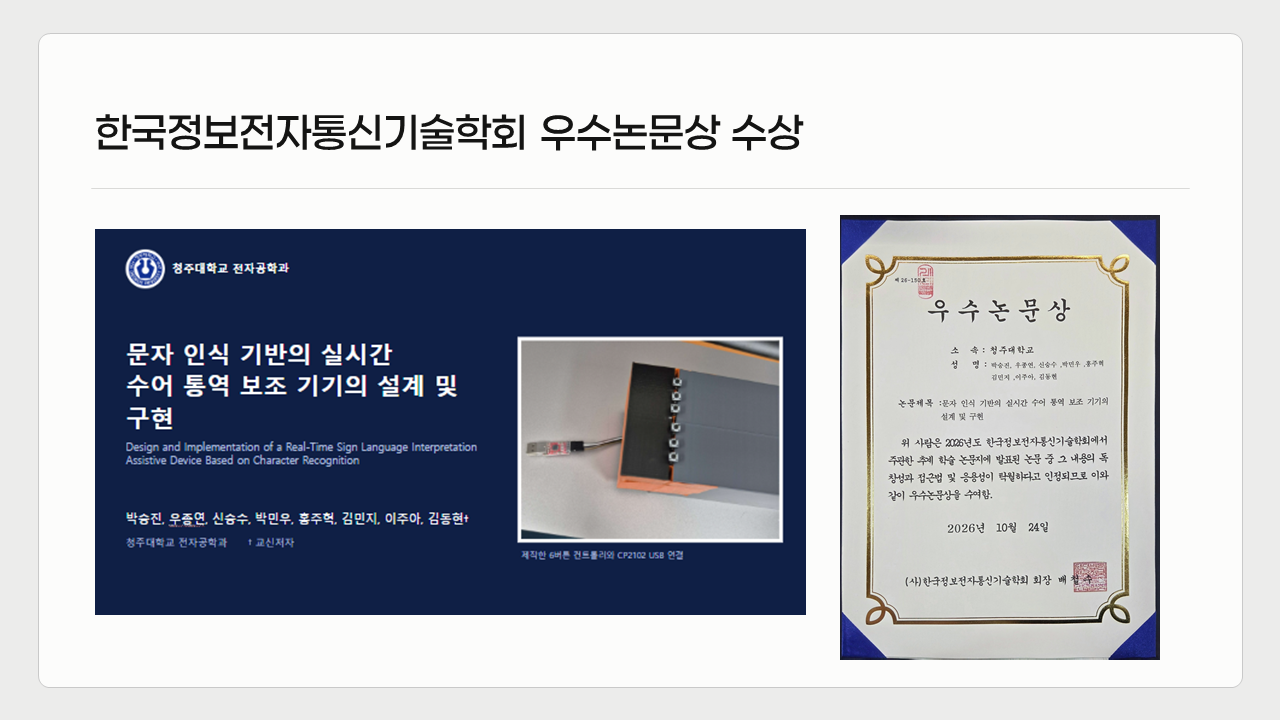 한국정보전자통신기술학회 우수논문상 수상
청주대학교 전자공학과
문자 인식 기반의 실시간
수어 통역 보조 기기의 설계 및
구현
Design and Implementation of a Real-Time Sign Language Interpretation
Assistive Device Based on Character Recognition
박승진, 우종연, 신승수, 박민우, 홍주혁, 김민지, 이주아, 김동현†
청주대학교 전자공학과 † 교신저자
제작한 6버튼 컨트롤러와 CP2102 USB 연결
제 26-150호
우수논문상
소 속 : 청주대학교
성 명 : 박승진, 우종연, 신승수 ,박민우 ,홍주혁
김민지 ,이주아, 김동현
논문제목 :문자 인식 기반의 실시간 수어 통역 보조 기기의
설계 및 구현
위 사람은 2026년도 한국정보전자통신기술학회에서
주관한 추계 학술 논문지에 발표된 논문 중 그 내용의 독
창성과 접근법 및 응용성이 탁월하다고 인정되므로 이와
같이 우수논문상을 수여함.
2026년 10월 24일
(사)한국정보전자통신기술학회 회장 배